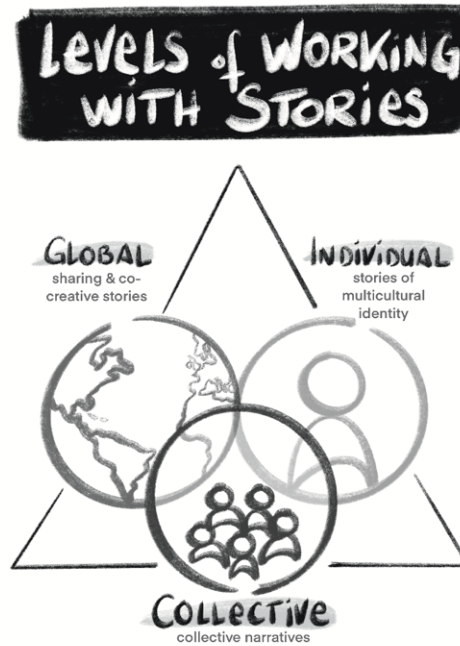 LEVELS of WORKING
WITH STORIES
GLOBAL
sharing & co-
creative stories
INDIVIDUAL
stories of
multicultural
identity
COLLECTIVE
collective narratives